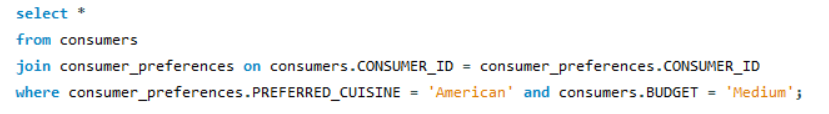 select *
from consumers
join consumer_preferences on consumers.CONSUMER_ID = consumer_preferences.CONSUMER_ID
where consumer_preferences.PREFERRED_CUISINE = 'American' and consumers.BUDGET = 'Medium';